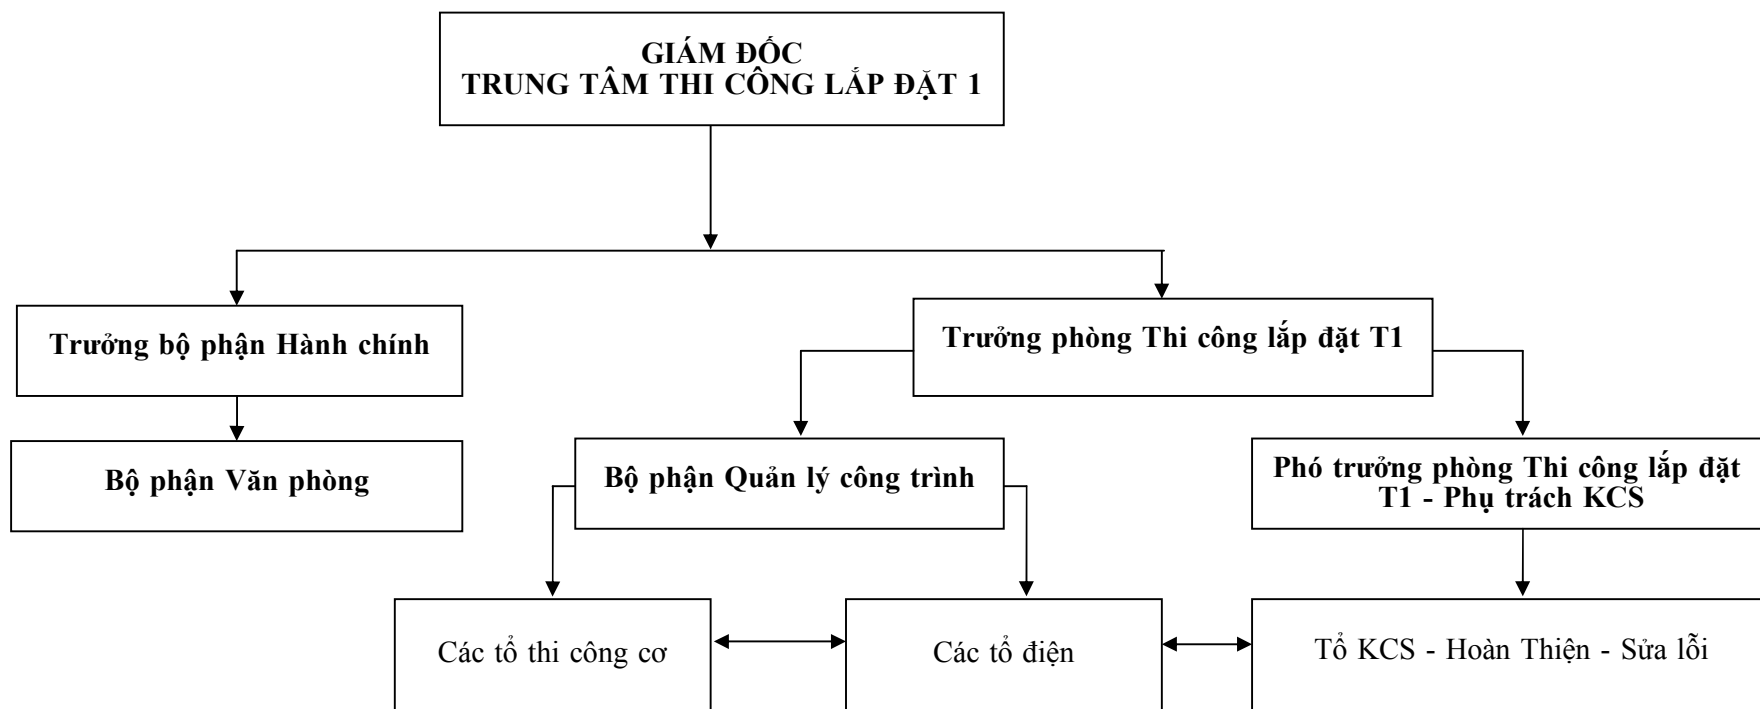 GIÁM ĐỐC
TRUNG TÂM THI CÔNG LẮP ĐẶT 1
Trưởng bộ phận Hành chính
Trưởng phòng Thi công lắp đặt T1
Bộ phận Văn phòng
Bộ phận Quản lý công trình
Phó trưởng phòng Thi công lắp đặt
T1 - Phụ trách KCS
Các tổ thi công cơ
Các tổ điện
Tổ KCS - Hoàn Thiện - Sửa lỗi